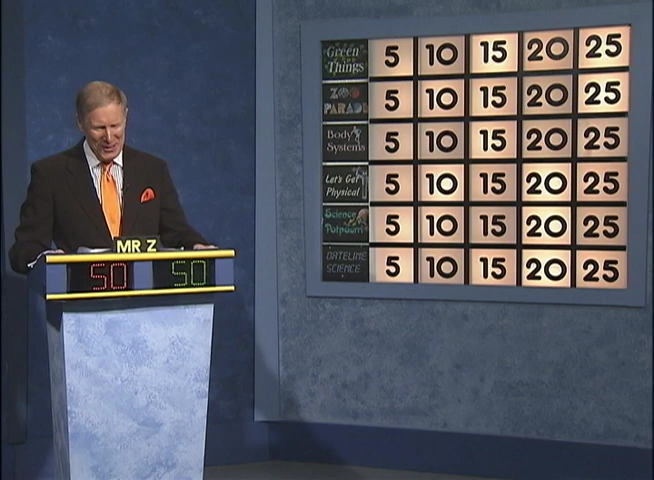 Green Things 5 10 15 20 25
ZOO PARADE 5 10 15 20 25
Body Systems 5 10 15 20 25
Let's Get Physical 5 10 15 20 25
Science Potpourri 5 10 15 20 25
DATELINE SCIENCE 5 10 15 20 25
MR Z
50 50